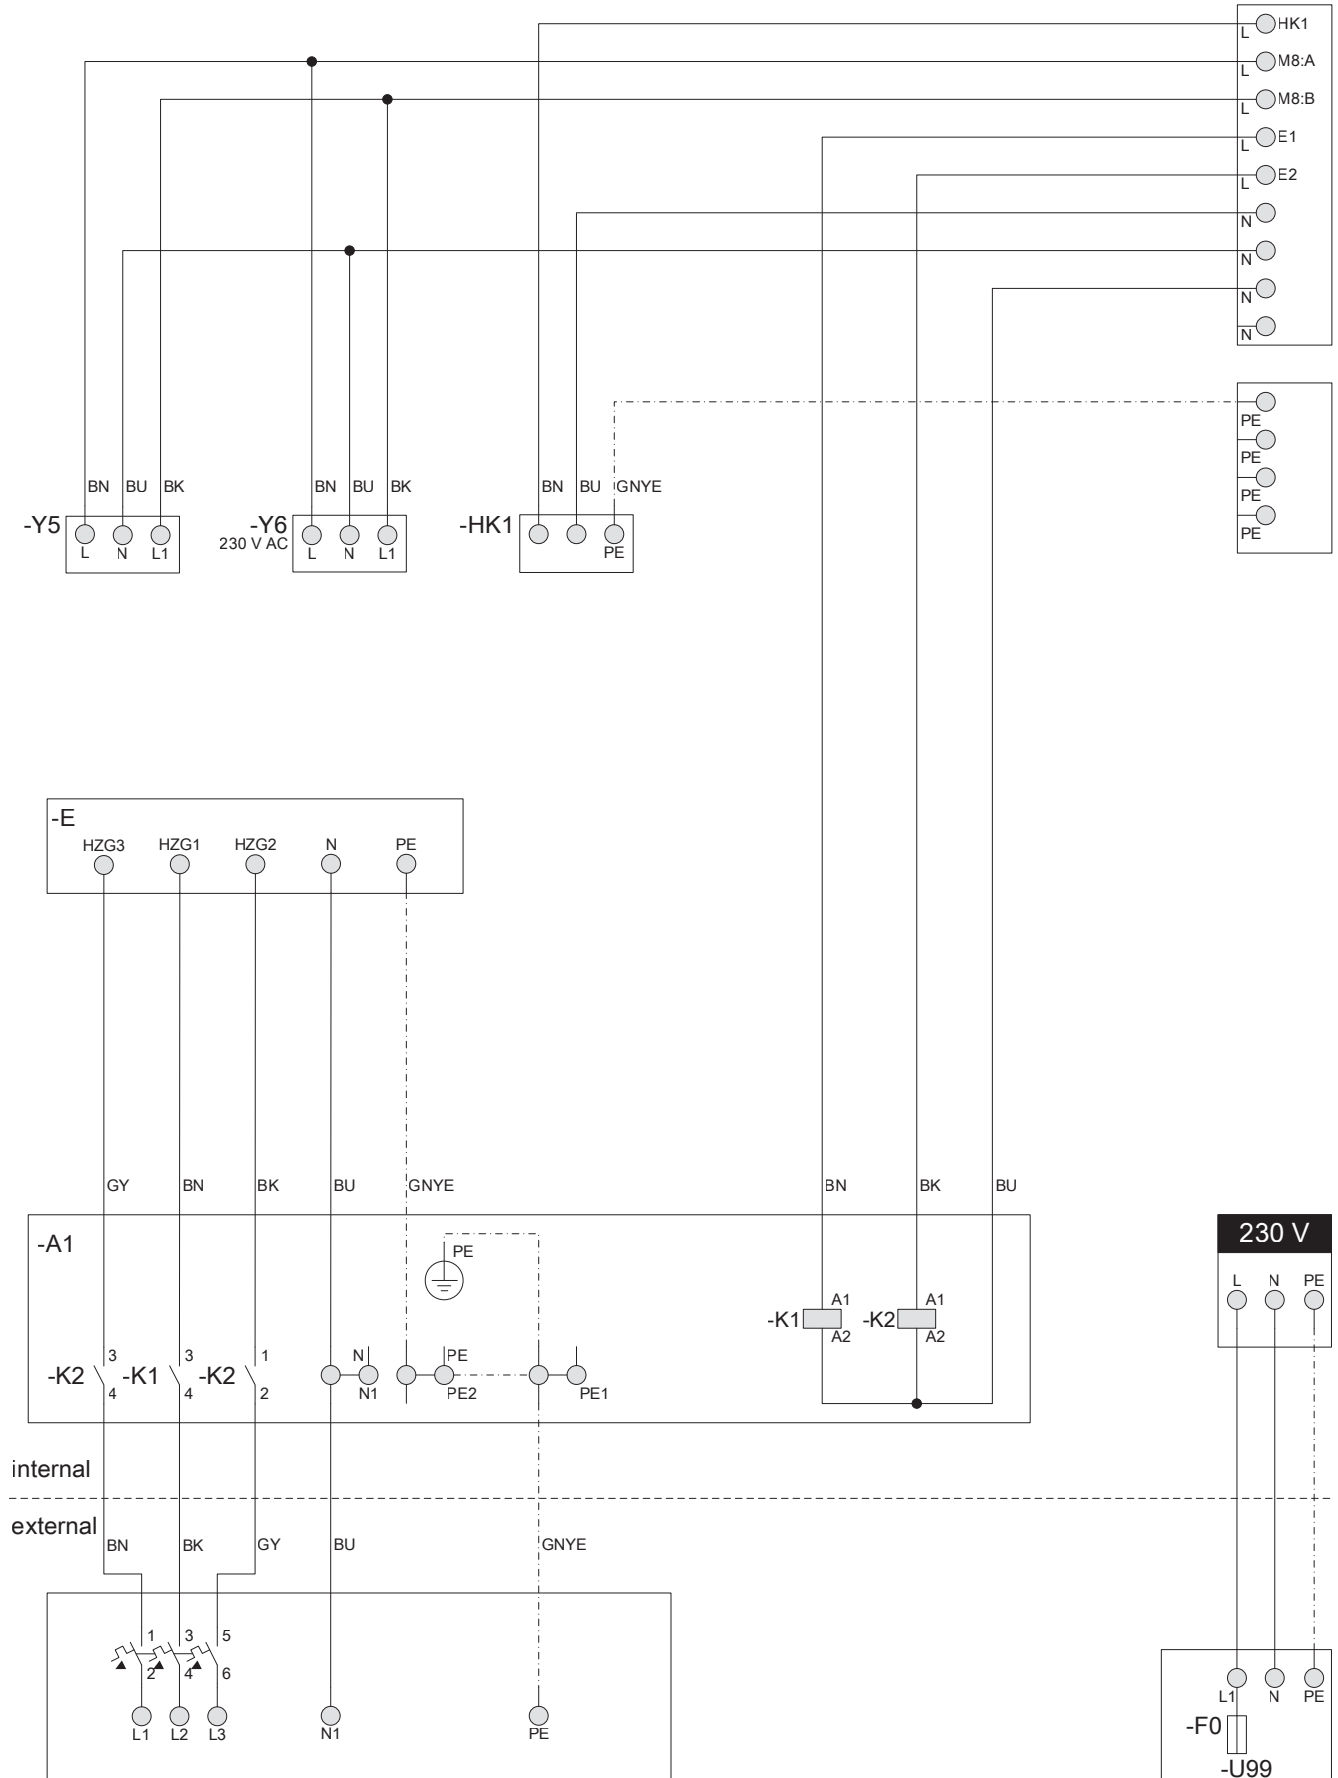 L HK1
L M8:A
L M8:B
L E1
L E2
N
N
N
N
PE
PE
PE
PE
BN BU BK BN BU BK BN BU GNYE
-Y5 -Y6 -HK1
230 V AC
L N L1 L N L1 PE
-E
HZG3 HZG1 HZG2 N PE
GY BN BK BU GNYE BN BK BU
-A1 PE
230 V
L N PE
-K1 A1 -K2 A1
A2 A2
-K2 3 -K1 3 -K2 1 N PE
4 4 2 N1 PE2 PE1
internal
external
BN BK GY BU GNYE
1 3 5
2 4 6
L1 L2 L3 N1 PE
L1 N PE
-F0
-U99